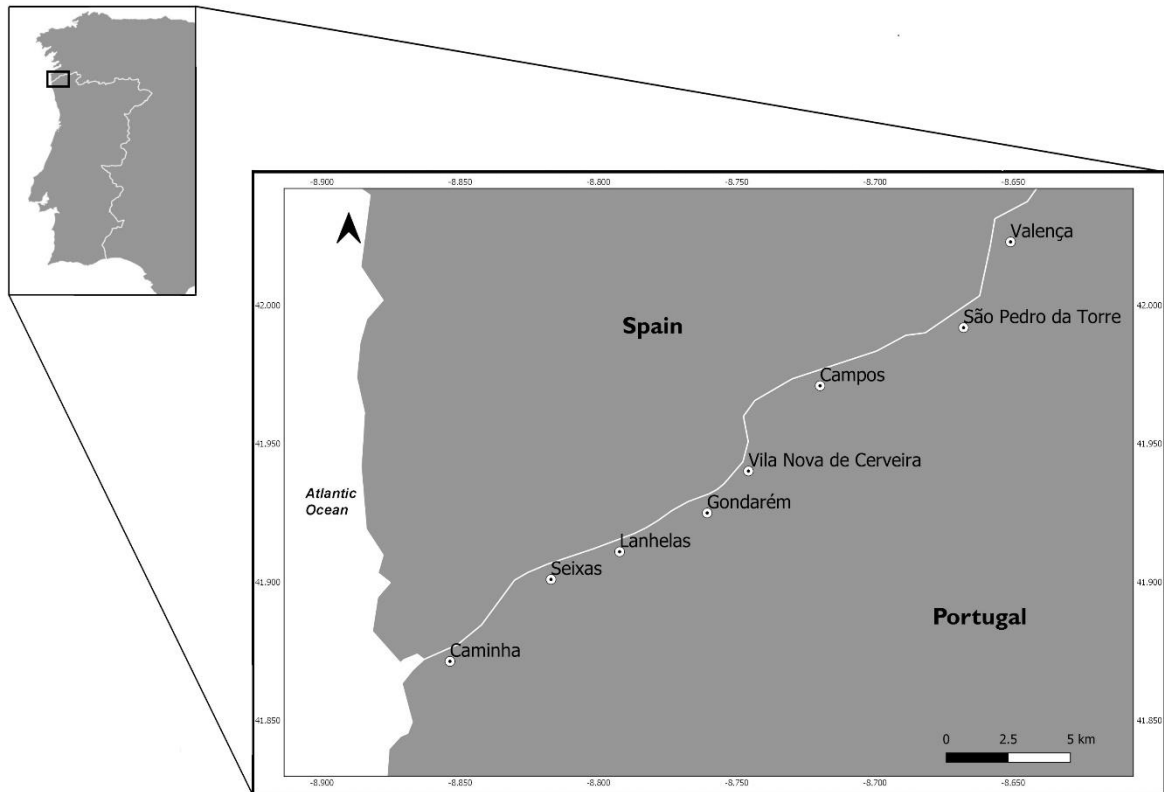 -8.900 -8.850 -8.800 -8.750 -8.700 -8.650
Valença
42.000 42.000
São Pedro da Torre
Spain
Campos
41.950 41.950
Vila Nova de Cerveira
Atlantic
Ocean
Gondarém
Lanhelas
Seixas
41.900 41.900
Portugal
Caminha
41.850 41.850
0 2.5 5 km
-8.900 -8.850 -8.800 -8.750 -8.700 -8.650